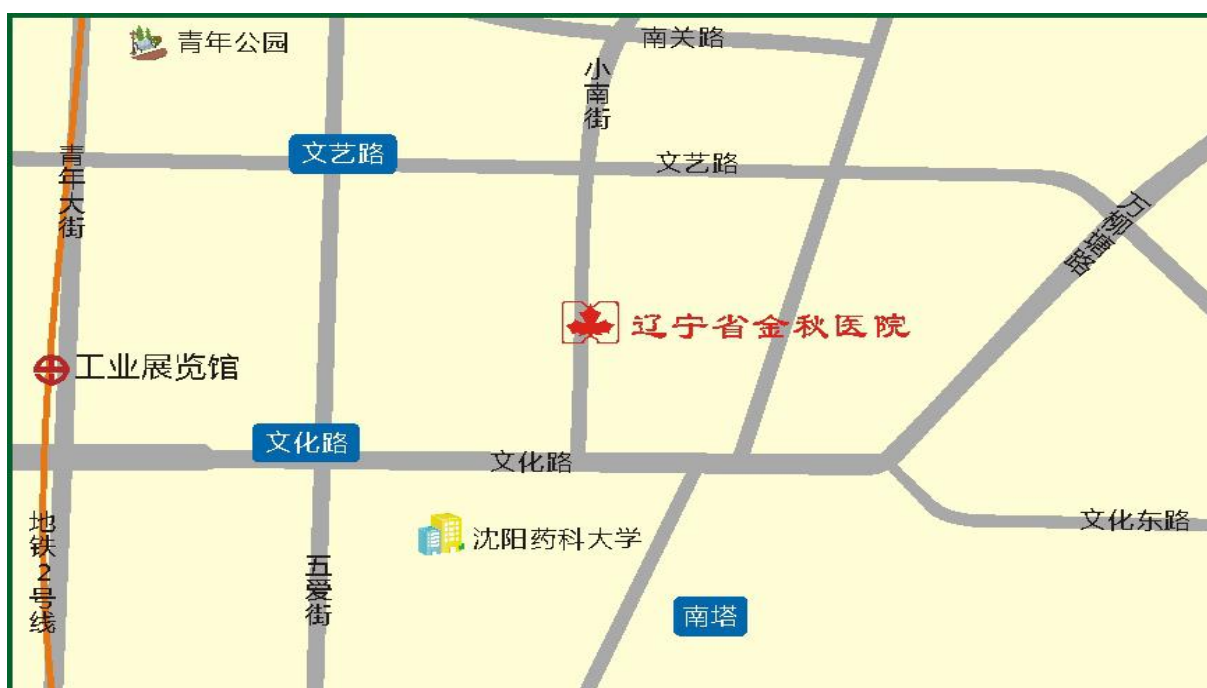 南关路
青年公园
小南街
文艺路
文艺路
青年大街
万柳塘路
辽宁省金秋医院
工业展览馆
文化路
文化路
文化东路
沈阳药科大学
地铁2号线
五爱街
南塔